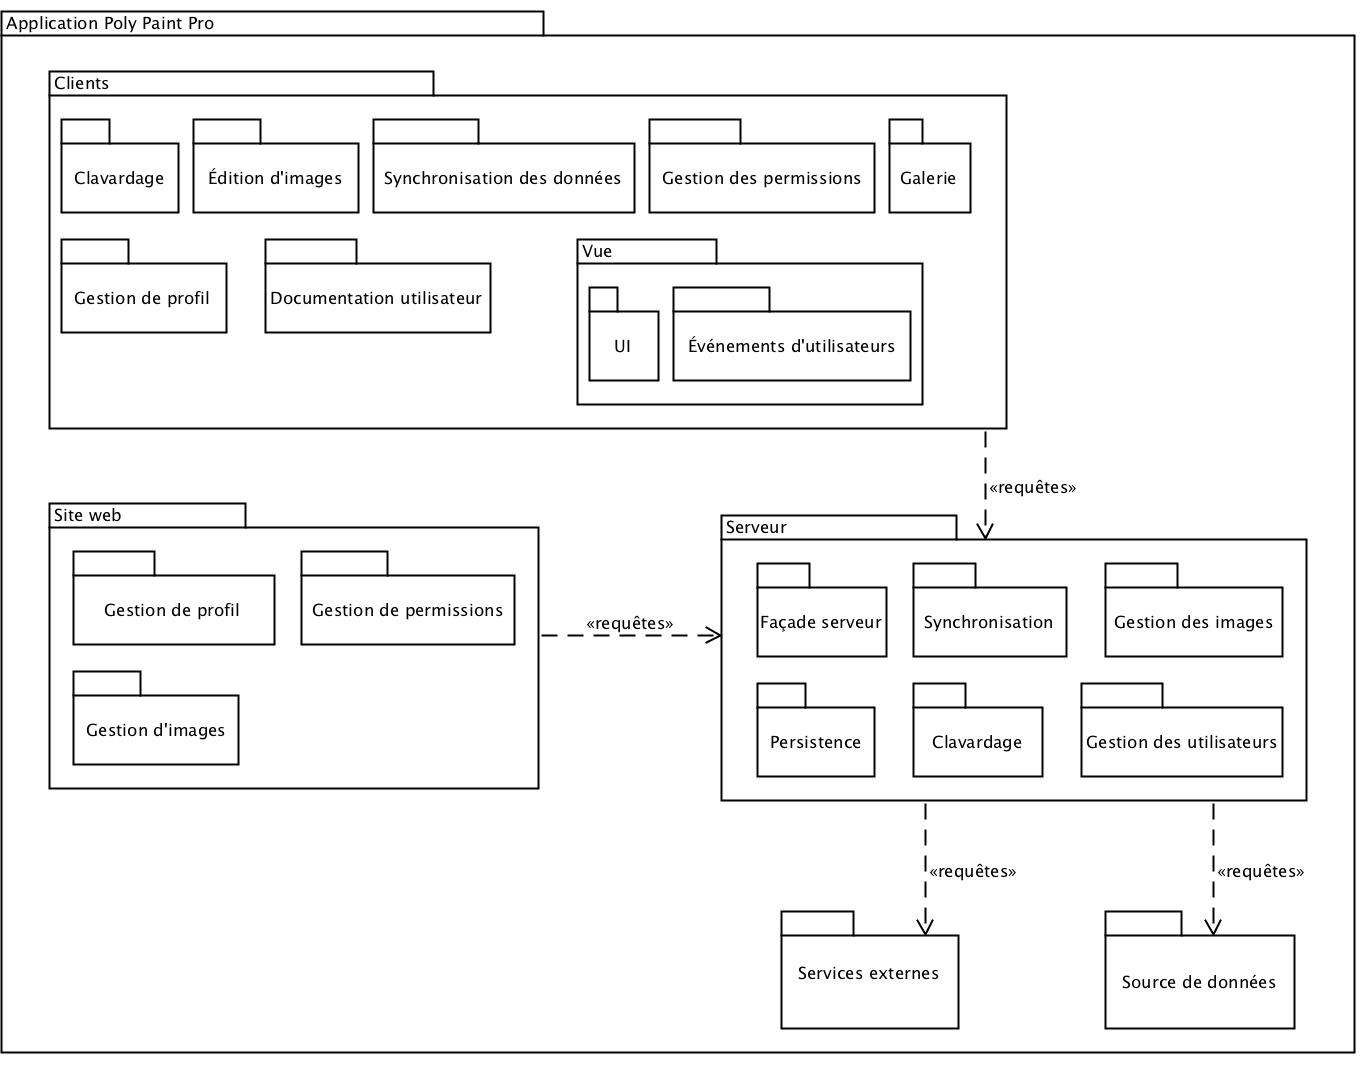 Application Poly Paint Pro
Clients
Clavardage
Édition d'images
Synchronisation des données
Gestion des permissions
Galerie
Gestion de profil
Documentation utilisateur
Vue
UI
Événements d'utilisateurs
«requêtes»
Site web
Gestion de profil
Gestion de permissions
Gestion d'images
«requêtes»
Serveur
Façade serveur
Synchronisation
Gestion des images
Persistence
Clavardage
Gestion des utilisateurs
«requêtes»
«requêtes»
Services externes
Source de données